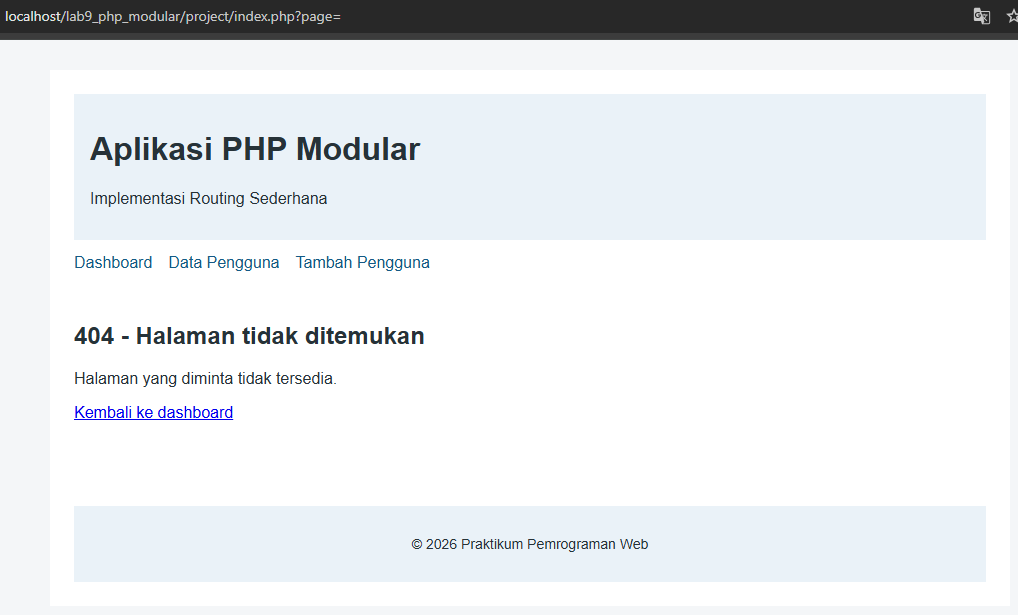 localhost/lab9_php_modular/project/index.php?page=
Aplikasi PHP Modular
Implementasi Routing Sederhana
Dashboard Data Pengguna Tambah Pengguna
404 - Halaman tidak ditemukan
Halaman yang diminta tidak tersedia.
Kembali ke dashboard
© 2026 Praktikum Pemrograman Web